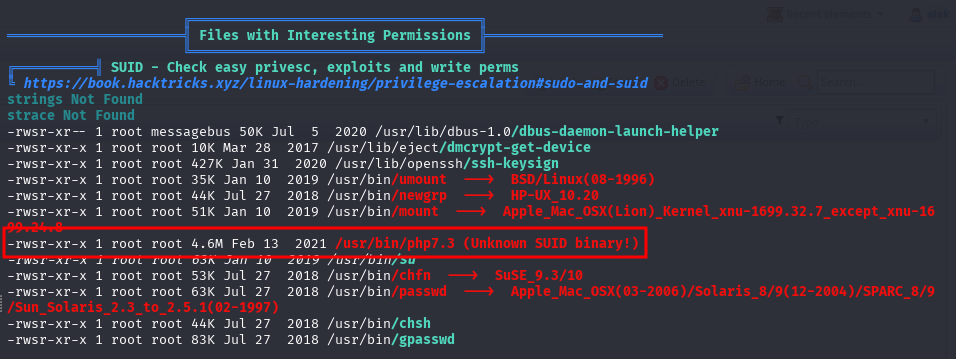 Files with Interesting Permissions
SUID - Check easy privesc, exploits and write perms
https://book.hacktricks.xyz/linux-hardening/privilege-escalation#sudo-and-suid
strings Not Found
strace Not Found
-rwsr-xr-- 1 root messagebus 50K Jul  5  2020 /usr/lib/dbus-1.0/dbus-daemon-launch-helper
-rwsr-xr-x 1 root root 10K Mar 28  2017 /usr/lib/eject/dmcrypt-get-device
-rwsr-xr-x 1 root root 427K Jan 31  2020 /usr/lib/openssh/ssh-keysign
-rwsr-xr-x 1 root root 35K Jan 10  2019 /usr/bin/umount  --->  BSD/Linux(08-1996)
-rwsr-xr-x 1 root root 44K Jul 27  2018 /usr/bin/newgrp  --->  HP-UX_10.20
-rwsr-xr-x 1 root root 51K Jan 10  2019 /usr/bin/mount  --->  Apple_Mac_OSX(Lion)_Kernel_xnu-1699.32.7_except_xnu-16
99.24.8
-rwsr-xr-x 1 root root 4.6M Feb 13  2021 /usr/bin/php7.3 (Unknown SUID binary!)
-rwsr-xr-x 1 root root 63K Jan 10  2019 /usr/bin/su
-rwsr-xr-x 1 root root 53K Jul 27  2018 /usr/bin/chfn  --->  SuSE_9.3/10
-rwsr-xr-x 1 root root 63K Jul 27  2018 /usr/bin/passwd  --->  Apple_Mac_OSX(03-2006)/Solaris_8/9(12-2004)/SPARC_8/9
/Sun_Solaris_2.3_to_2.5.1(02-1997)
-rwsr-xr-x 1 root root 44K Jul 27  2018 /usr/bin/chsh
-rwsr-xr-x 1 root root 83K Jul 27  2018 /usr/bin/gpasswd
Delete
Home